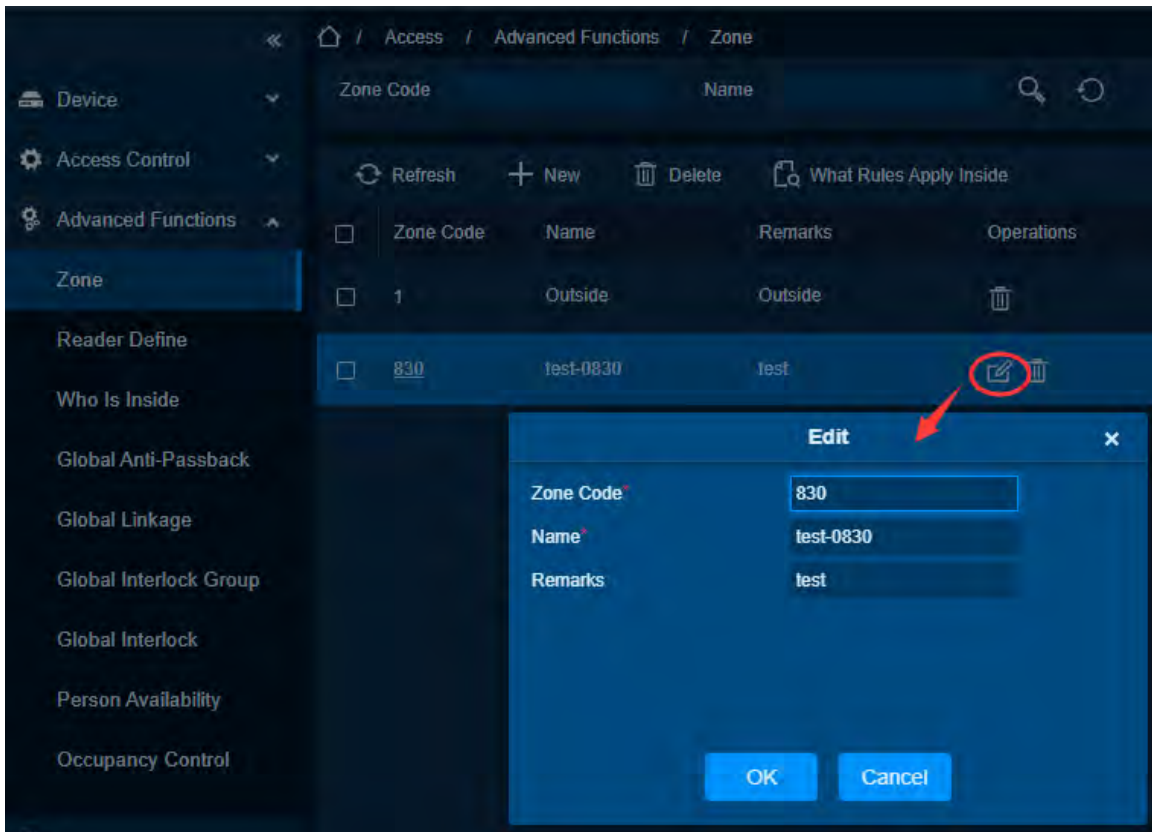 « / Access / Advanced Functions / Zone
Device
Access Control
Advanced Functions
Zone
Reader Define
Who Is Inside
Global Anti-Passback
Global Linkage
Global Interlock Group
Global Interlock
Person Availability
Occupancy Control
Zone Code Name
Refresh New Delete What Rules Apply Inside
Zone Code Name Remarks Operations
1 Outside Outside
830 test-0830 test
Edit ×
Zone Code* 830
Name* test-0830
Remarks test
OK Cancel